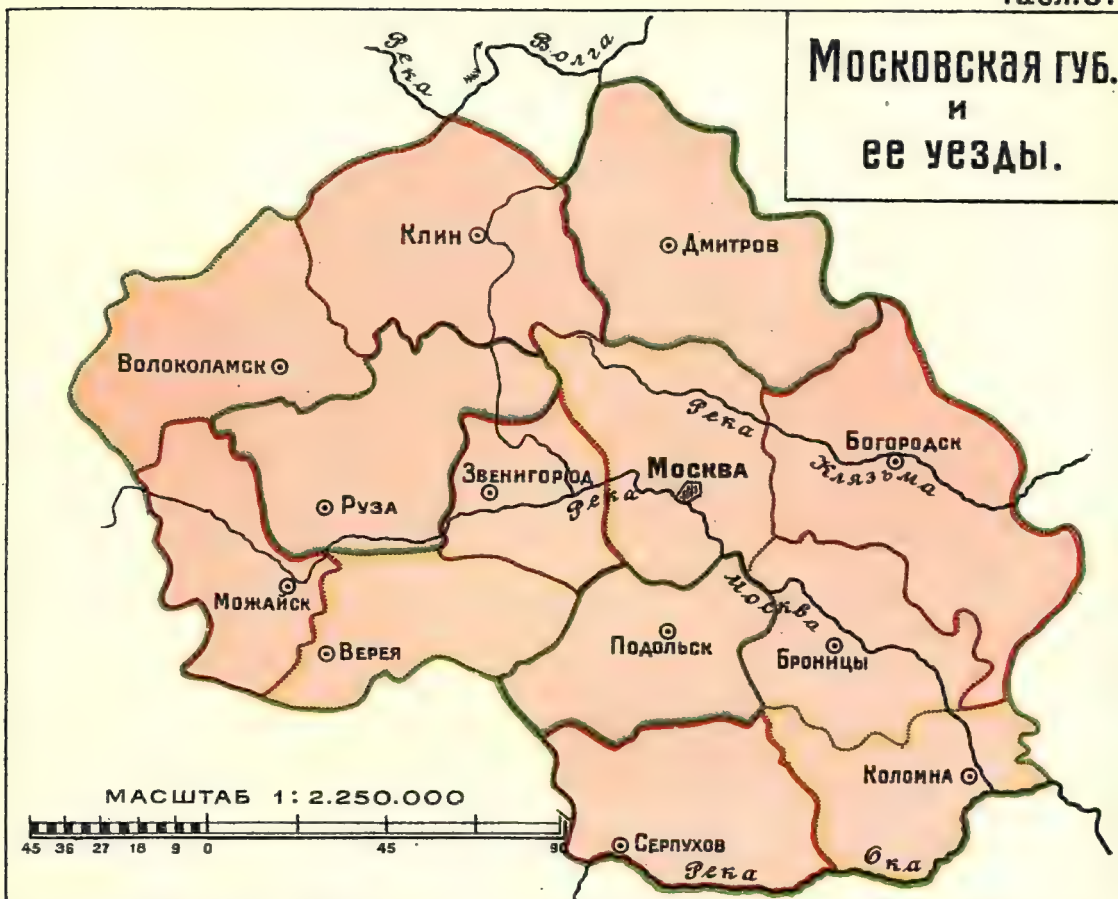 Московская губ.
и
ее уезды.
Река Волга
Клин
Дмитров
Волоколамск
Река
Богородск
Клязьма
Звенигород
Москва
Руза
Река
Можайск
Москва
Верея
Подольск
Броницы
Коломна
МАСШТАБ 1:2.250.000
45 36 27 18 9 0 45 90
Серпухов
Река Ока